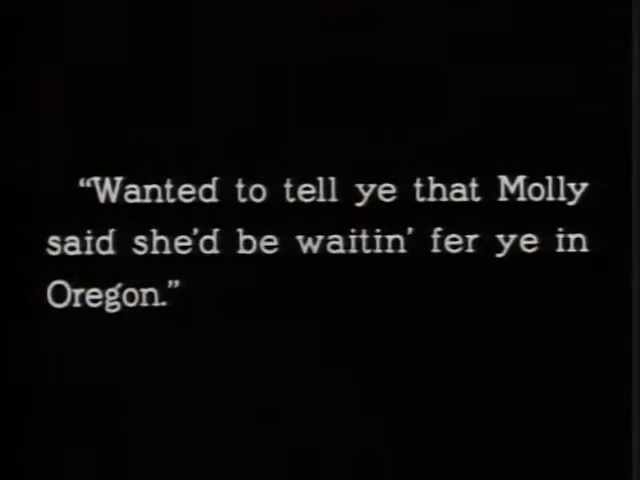 “Wanted to tell ye that Molly
said she’d be waitin’ fer ye in
Oregon.”